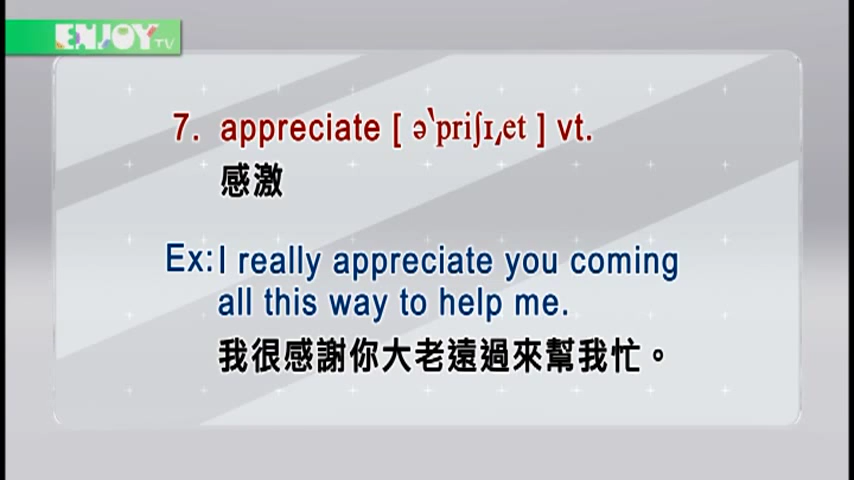 ENJOY TV
7. appreciate [ ə`priʃɪˏet ] vt.
感激
Ex:I really appreciate you coming
all this way to help me.
我很感謝你大老遠過來幫我忙。